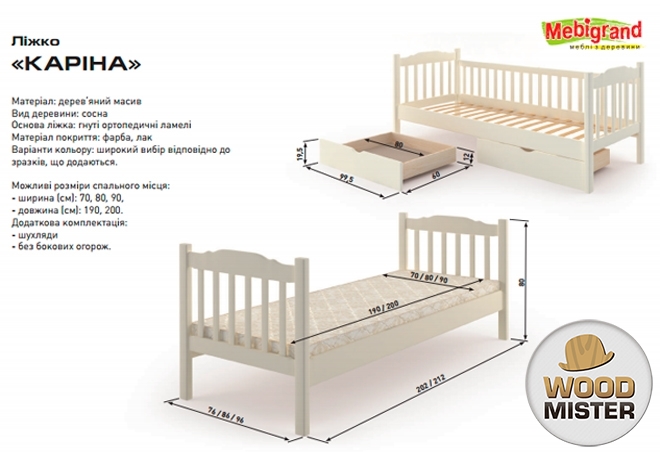 Ліжко
«КАРІНА»
Mebigrand
меблі з деревини
Матеріал: дерев'яний масив
Вид деревини: сосна
Основа ліжка: гнуті ортопедичні ламелі
Матеріал покриття: фарба, лак
Варіанти кольору: широкий вибір відповідно до
зразків, що додаються.
Можливі розміри спального місця:
- ширина (см): 70, 80, 90,
- довжина (см): 190, 200.
Додаткова комплектація:
- шухляди
- без бокових огорож.
80
19,5
12
99,5
60
70 / 80 / 90
190 / 200
80
202 / 212
76 / 86 / 96
WOOD
MISTER